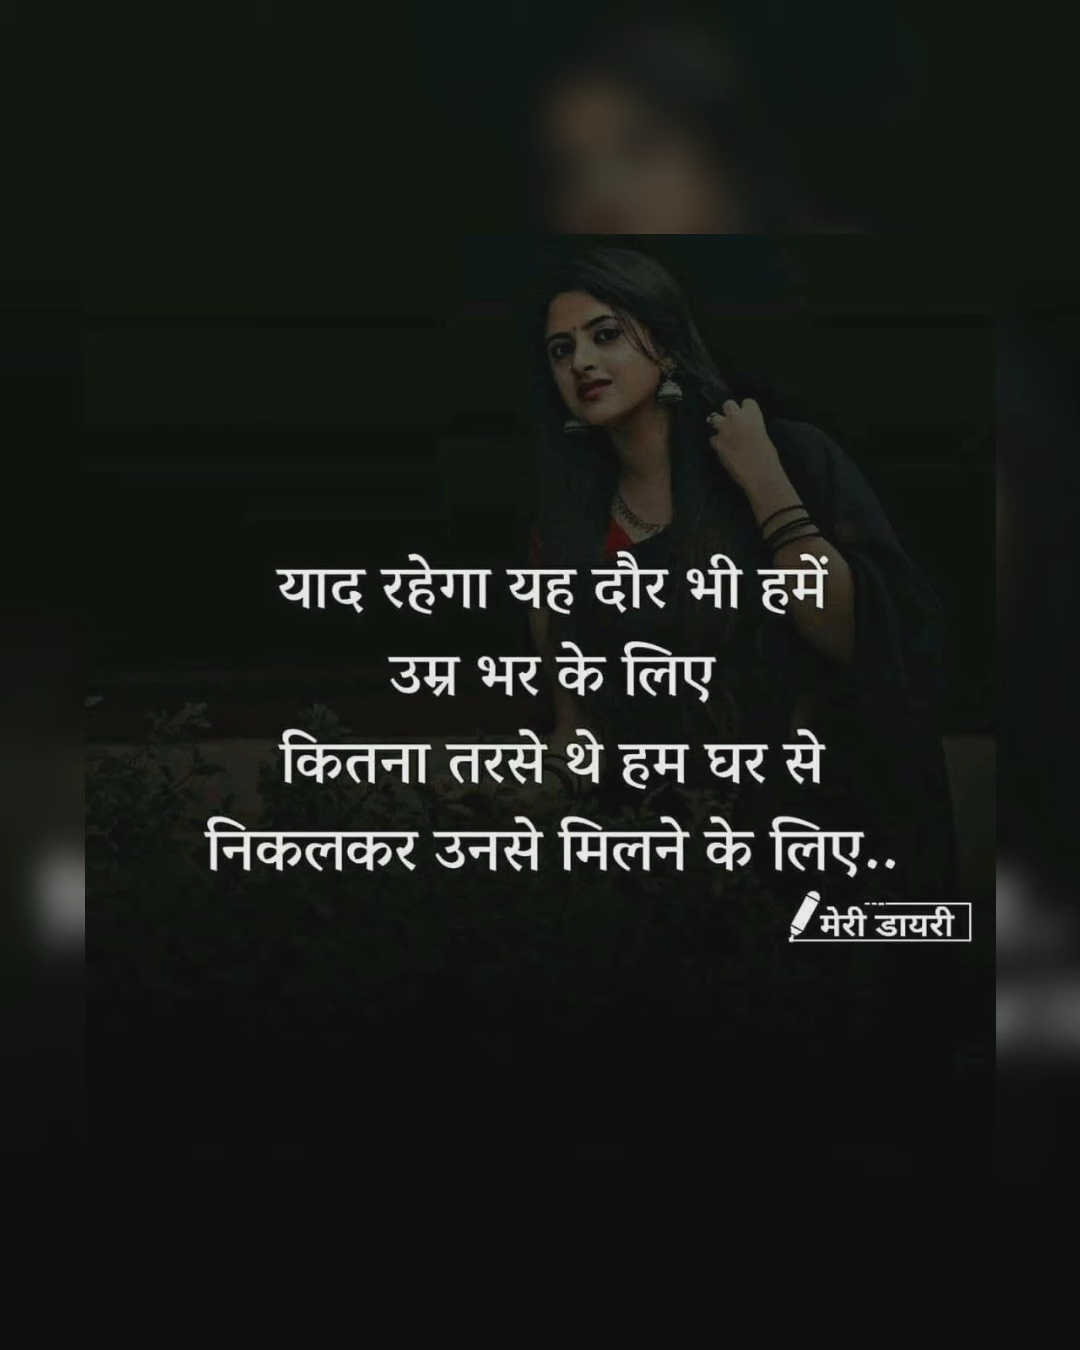 याद रहेगा यह दौर भी हमें
उम्र भर के लिए
कितना तरसे थे हम घर से
निकलकर उनसे मिलने के लिए..
मेरी डायरी